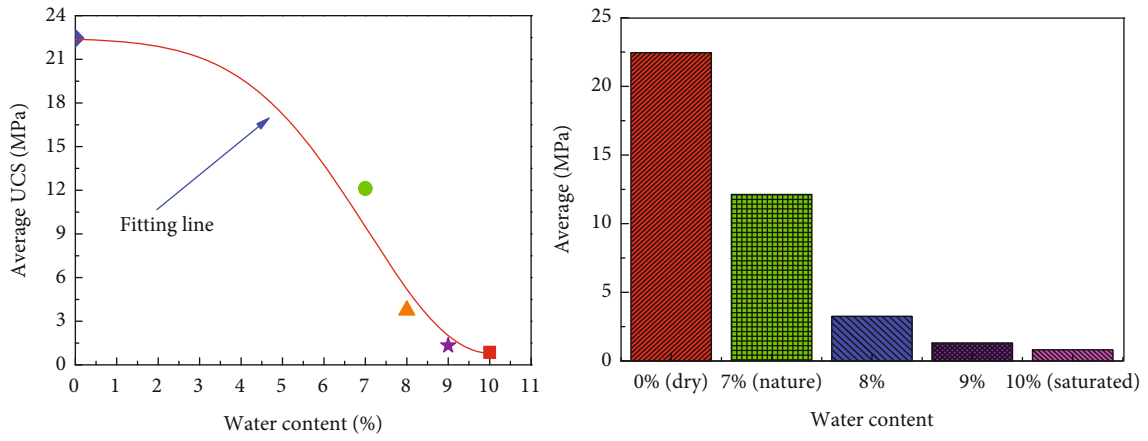 24
21
18
15
12
9
6
3
0
Average UCS (MPa)
Fitting line
0 1 2 3 4 5 6 7 8 9 10 11
Water content (%)
25
20
15
10
5
0
Average (MPa)
0% (dry) 7% (nature) 8% 9% 10% (saturated)
Water content